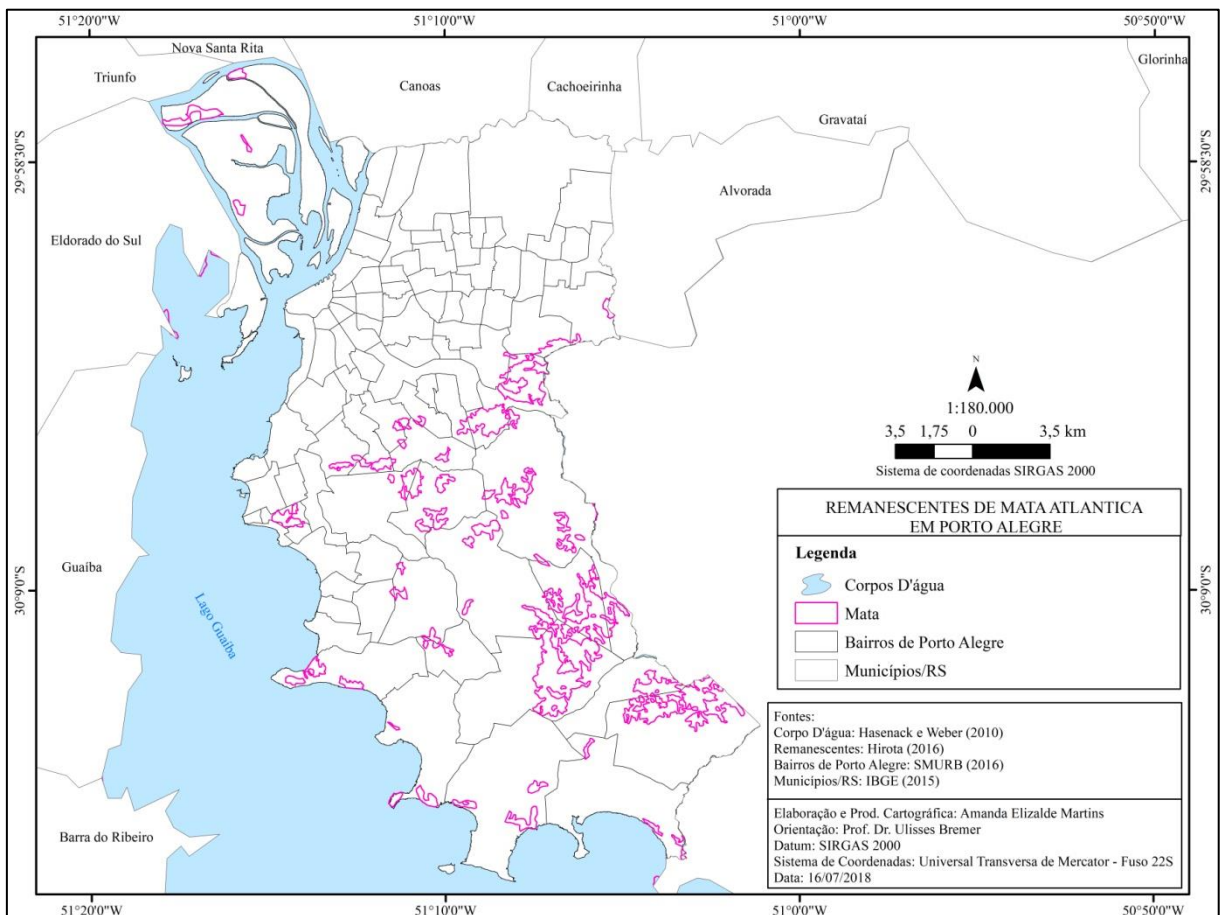 51°20'0"W
51°10'0"W
51°0'0"W
50°50'0"W
Nova Santa Rita
Triunfo
Canoas
Cachoeirinha
Glorinha
Gravataí
29°58'30"S
29°58'30"S
Alvorada
Eldorado do Sul
N
1:180.000
3,5 1,75 0 3,5 km
Sistema de coordenadas SIRGAS 2000
REMANESCENTES DE MATA ATLANTICA
EM PORTO ALEGRE
Legenda
Corpos D'água
Mata
Bairros de Porto Alegre
Municípios/RS
Guaíba
30°9'0"S
30°9'0"S
Lago Guaíba
Fontes:
Corpo D'água: Hasenack e Weber (2010)
Remanescentes: Hirota (2016)
Bairros de Porto Alegre: SMURB (2016)
Municípios/RS: IBGE (2015)
Barra do Ribeiro
Elaboração e Prod. Cartográfica: Amanda Elizalde Martins
Orientação: Prof. Dr. Ulisses Bremer
Datum: SIRGAS 2000
Sistema de Coordenadas: Universal Transversa de Mercator - Fuso 22S
Data: 16/07/2018
51°20'0"W
51°10'0"W
51°0'0"W
50°50'0"W